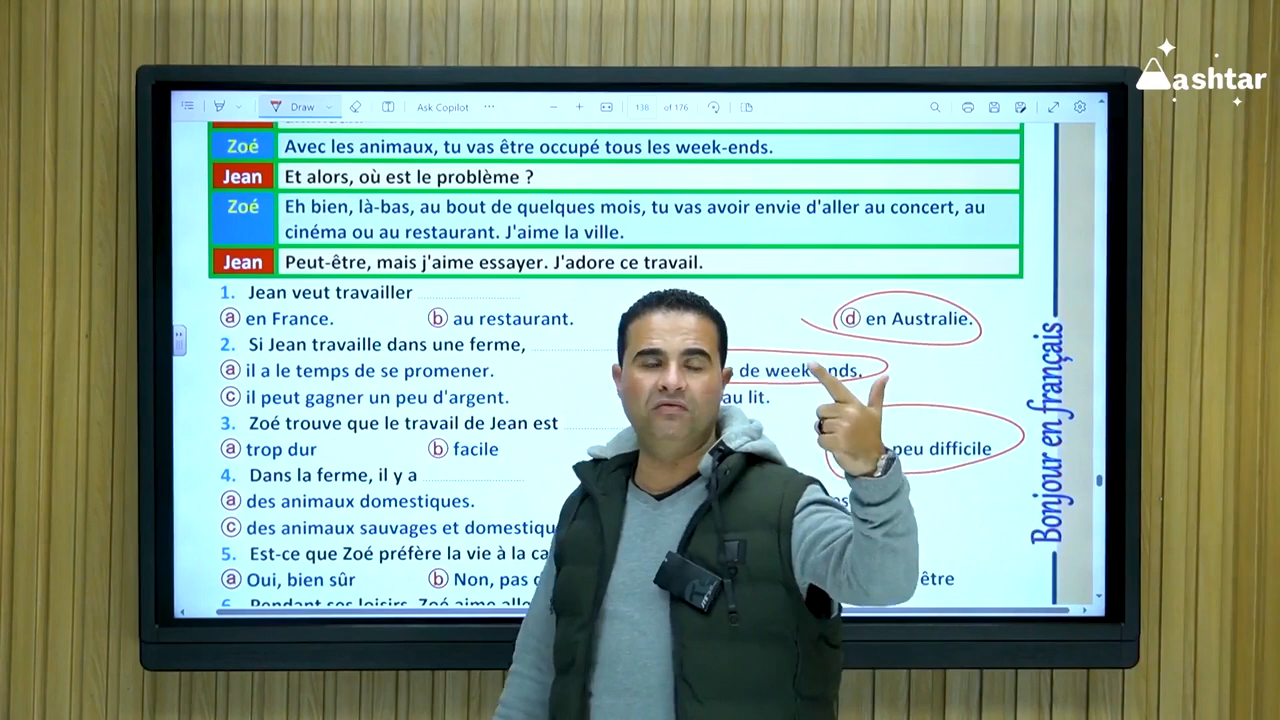 ashtar
Draw
Ask Copilot
138 of 176
Zoé Avec les animaux, tu vas être occupé tous les week-ends.
Jean Et alors, où est le problème ?
Zoé Eh bien, là-bas, au bout de quelques mois, tu vas avoir envie d'aller au concert, au
cinéma ou au restaurant. J'aime la ville.
Jean Peut-être, mais j'aime essayer. J'adore ce travail.
1. Jean veut travailler ....................
a en France. b au restaurant. d en Australie.
2. Si Jean travaille dans une ferme, ....................
a il a le temps de se promener. de week-ends.
c il peut gagner un peu d'argent. au lit.
3. Zoé trouve que le travail de Jean est ....................
a trop dur b facile peu difficile
4. Dans la ferme, il y a ....................
a des animaux domestiques.
c des animaux sauvages et
5. Est-ce que Zoé préfère la vie à la
a Oui, bien sûr b Non, pas être
6. Pendant ses loisirs, Zoé aime
Bonjour en français